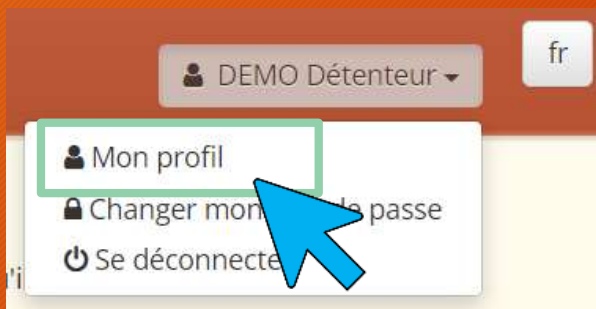 DEMO Détenteur
fr
Mon profil
Changer mon de passe
Se déconnecte
'i